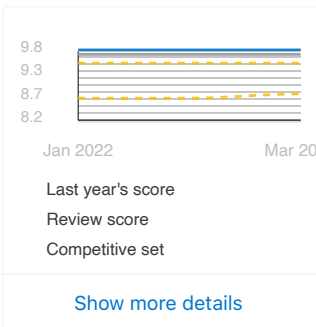 9.8
9.3
8.7
8.2
Jan 2022 Mar 20
Last year's score
Review score
Competitive set
Show more details